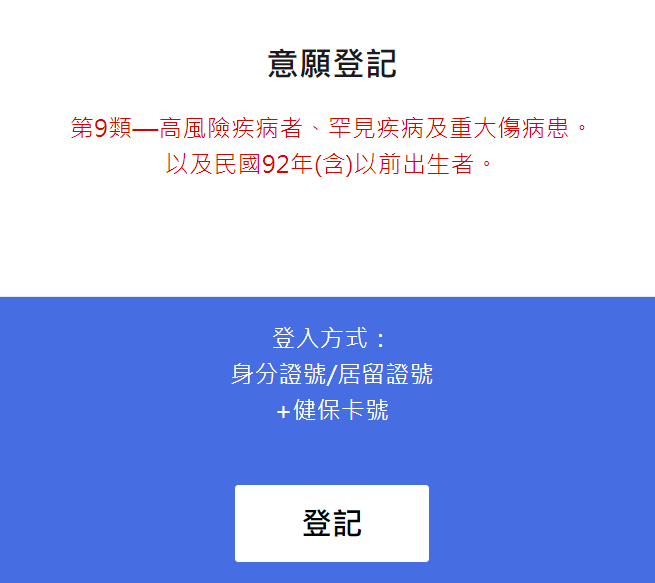 意願登記
第9類—高風險疾病者、罕見疾病及重大傷病患。
以及民國92年(含)以前出生者。
登入方式：
身分證號/居留證號
+健保卡號
登記